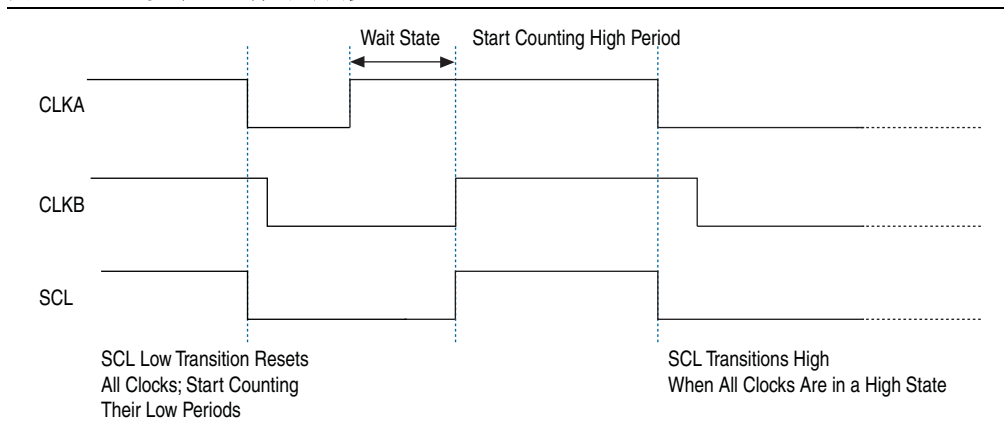 Wait State
Start Counting High Period
CLKA
CLKB
SCL
SCL Low Transition Resets
All Clocks; Start Counting
Their Low Periods
SCL Transitions High
When All Clocks Are in a High State